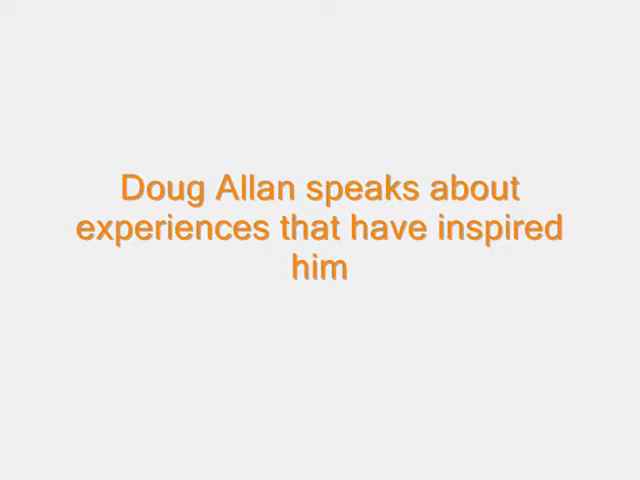 Doug Allan speaks about
experiences that have inspired
him